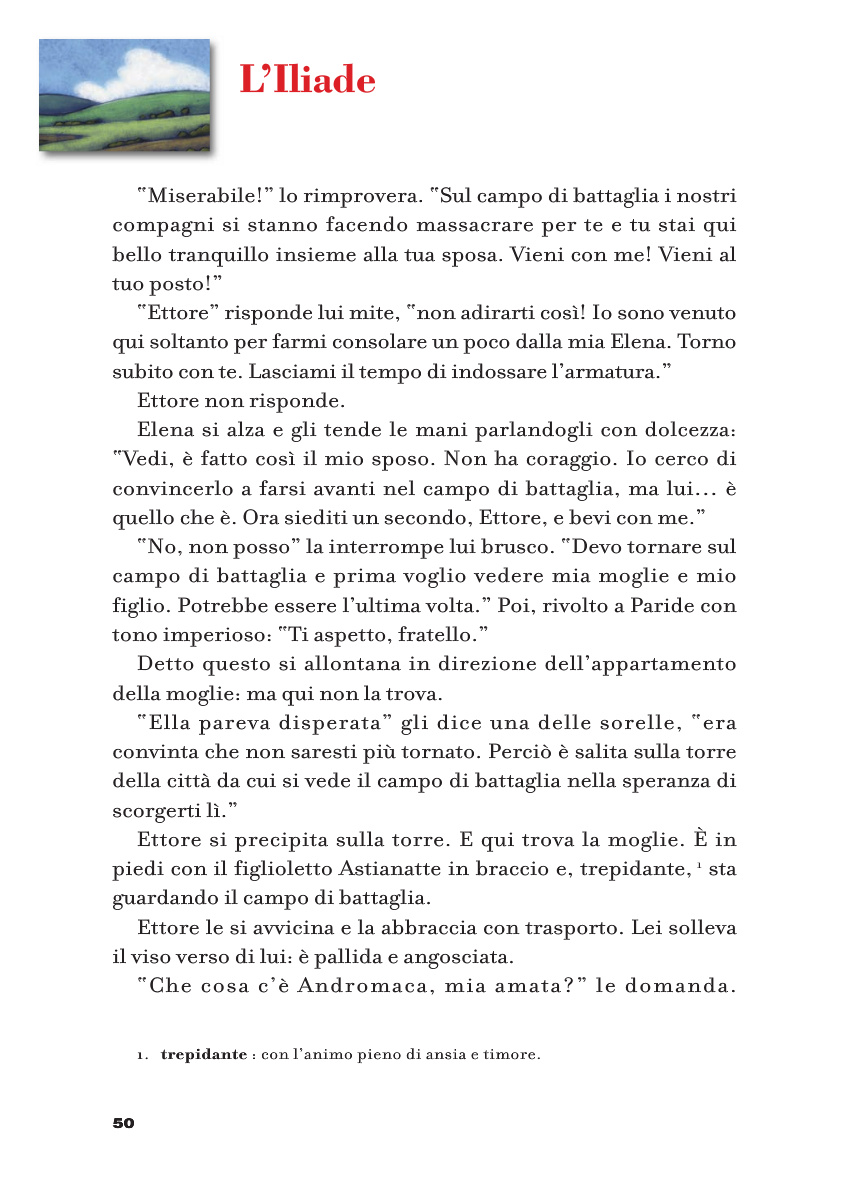 L’Iliade
“Miserabile!” lo rimprovera. “Sul campo di battaglia i nostri
compagni si stanno facendo massacrare per te e tu stai qui
bello tranquillo insieme alla tua sposa. Vieni con me! Vieni al
tuo posto!”
“Ettore” risponde lui mite, “non adirarti così! Io sono venuto
qui soltanto per farmi consolare un poco dalla mia Elena. Torno
subito con te. Lasciami il tempo di indossare l’armatura.”
Ettore non risponde.
Elena si alza e gli tende le mani parlandogli con dolcezza:
“Vedi, è fatto così il mio sposo. Non ha coraggio. Io cerco di
convincerlo a farsi avanti nel campo di battaglia, ma lui… è
quello che è. Ora siediti un secondo, Ettore, e bevi con me.”
“No, non posso” la interrompe lui brusco. “Devo tornare sul
campo di battaglia e prima voglio vedere mia moglie e mio
figlio. Potrebbe essere l’ultima volta.” Poi, rivolto a Paride con
tono imperioso: “Ti aspetto, fratello.”
Detto questo si allontana in direzione dell’appartamento
della moglie: ma qui non la trova.
“Ella pareva disperata” gli dice una delle sorelle, “era
convinta che non saresti più tornato. Perciò è salita sulla torre
della città da cui si vede il campo di battaglia nella speranza di
scorgerti lì.”
Ettore si precipita sulla torre. E qui trova la moglie. È in
piedi con il figlioletto Astianatte in braccio e, trepidante,¹ sta
guardando il campo di battaglia.
Ettore le si avvicina e la abbraccia con trasporto. Lei solleva
il viso verso di lui: è pallida e angosciata.
“Che cosa c’è Andromaca, mia amata?” le domanda.
1. trepidante : con l’animo pieno di ansia e timore.
50